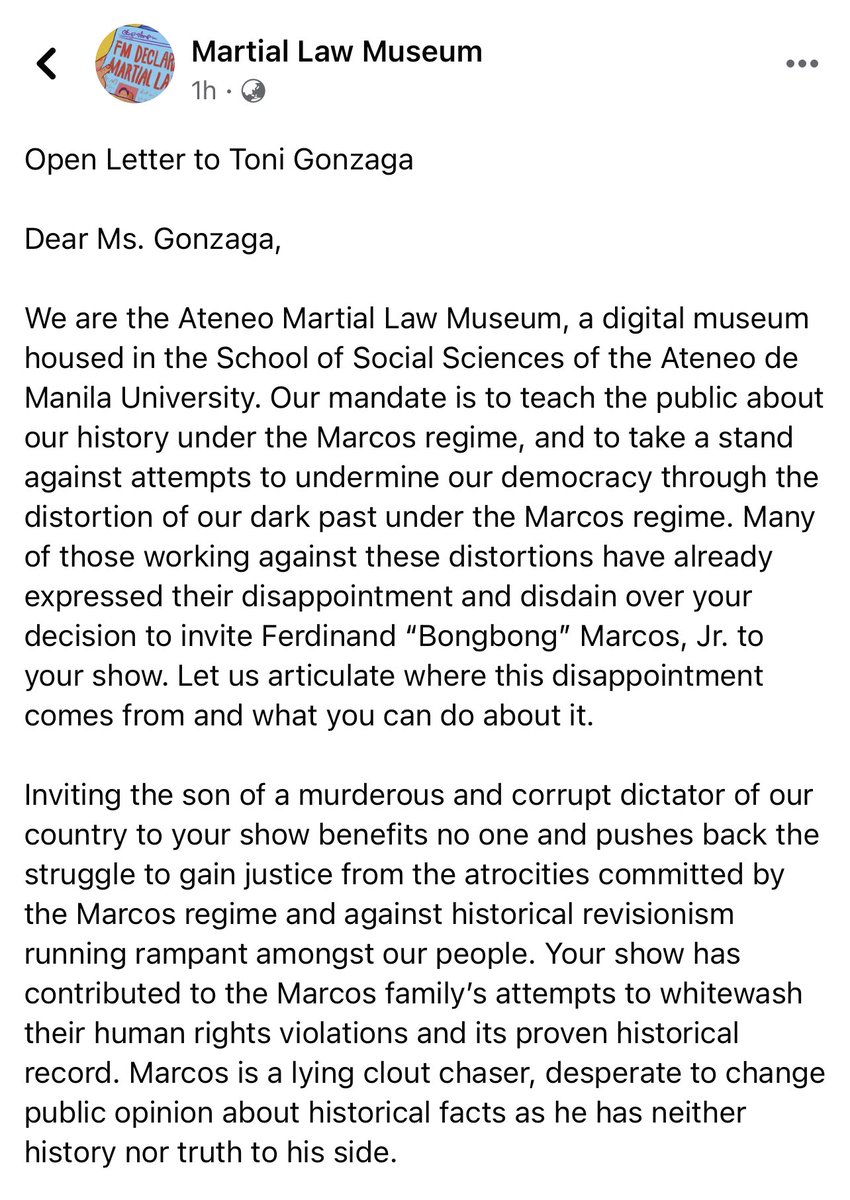 Martial Law Museum
1h ·
FM DECLAR
MARTIAL LA
Open Letter to Toni Gonzaga
Dear Ms. Gonzaga,
We are the Ateneo Martial Law Museum, a digital museum
housed in the School of Social Sciences of the Ateneo de
Manila University. Our mandate is to teach the public about
our history under the Marcos regime, and to take a stand
against attempts to undermine our democracy through the
distortion of our dark past under the Marcos regime. Many
of those working against these distortions have already
expressed their disappointment and disdain over your
decision to invite Ferdinand “Bongbong” Marcos, Jr. to
your show. Let us articulate where this disappointment
comes from and what you can do about it.
Inviting the son of a murderous and corrupt dictator of our
country to your show benefits no one and pushes back the
struggle to gain justice from the atrocities committed by
the Marcos regime and against historical revisionism
running rampant amongst our people. Your show has
contributed to the Marcos family’s attempts to whitewash
their human rights violations and its proven historical
record. Marcos is a lying clout chaser, desperate to change
public opinion about historical facts as he has neither
history nor truth to his side.